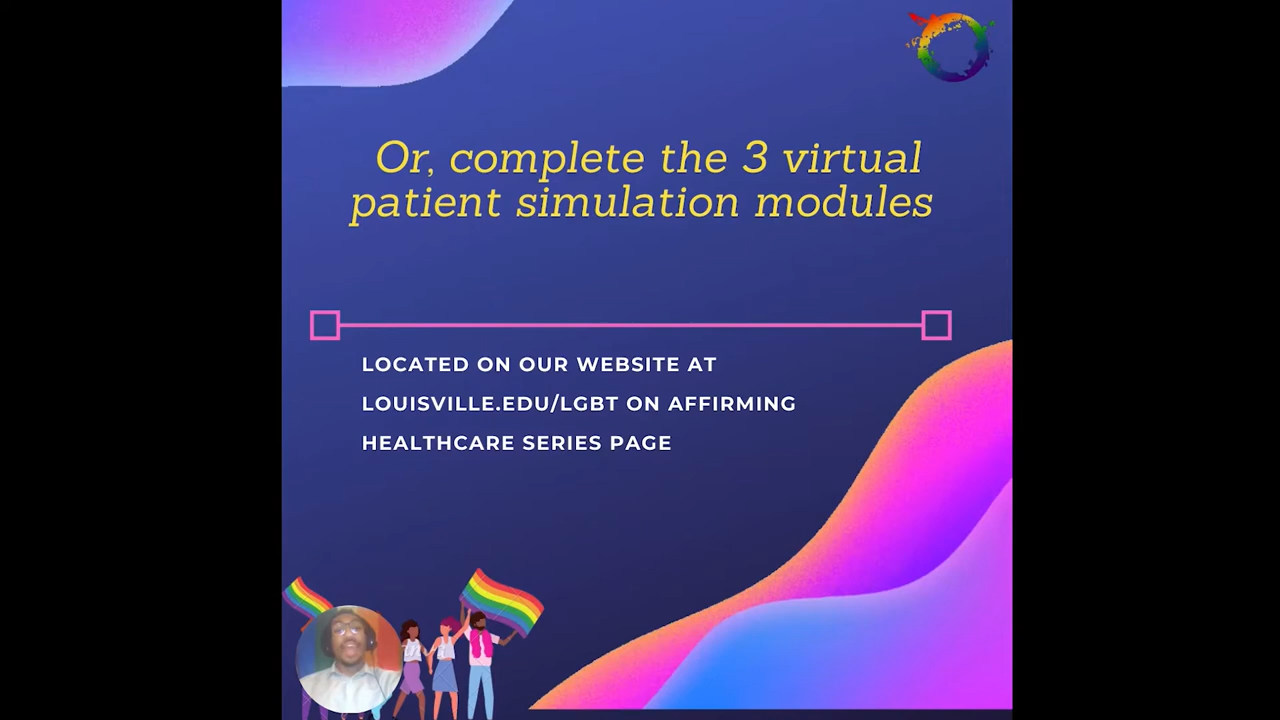 Or, complete the 3 virtual
patient simulation modules
LOCATED ON OUR WEBSITE AT
LOUISVILLE.EDU/LGBT ON AFFIRMING
HEALTHCARE SERIES PAGE